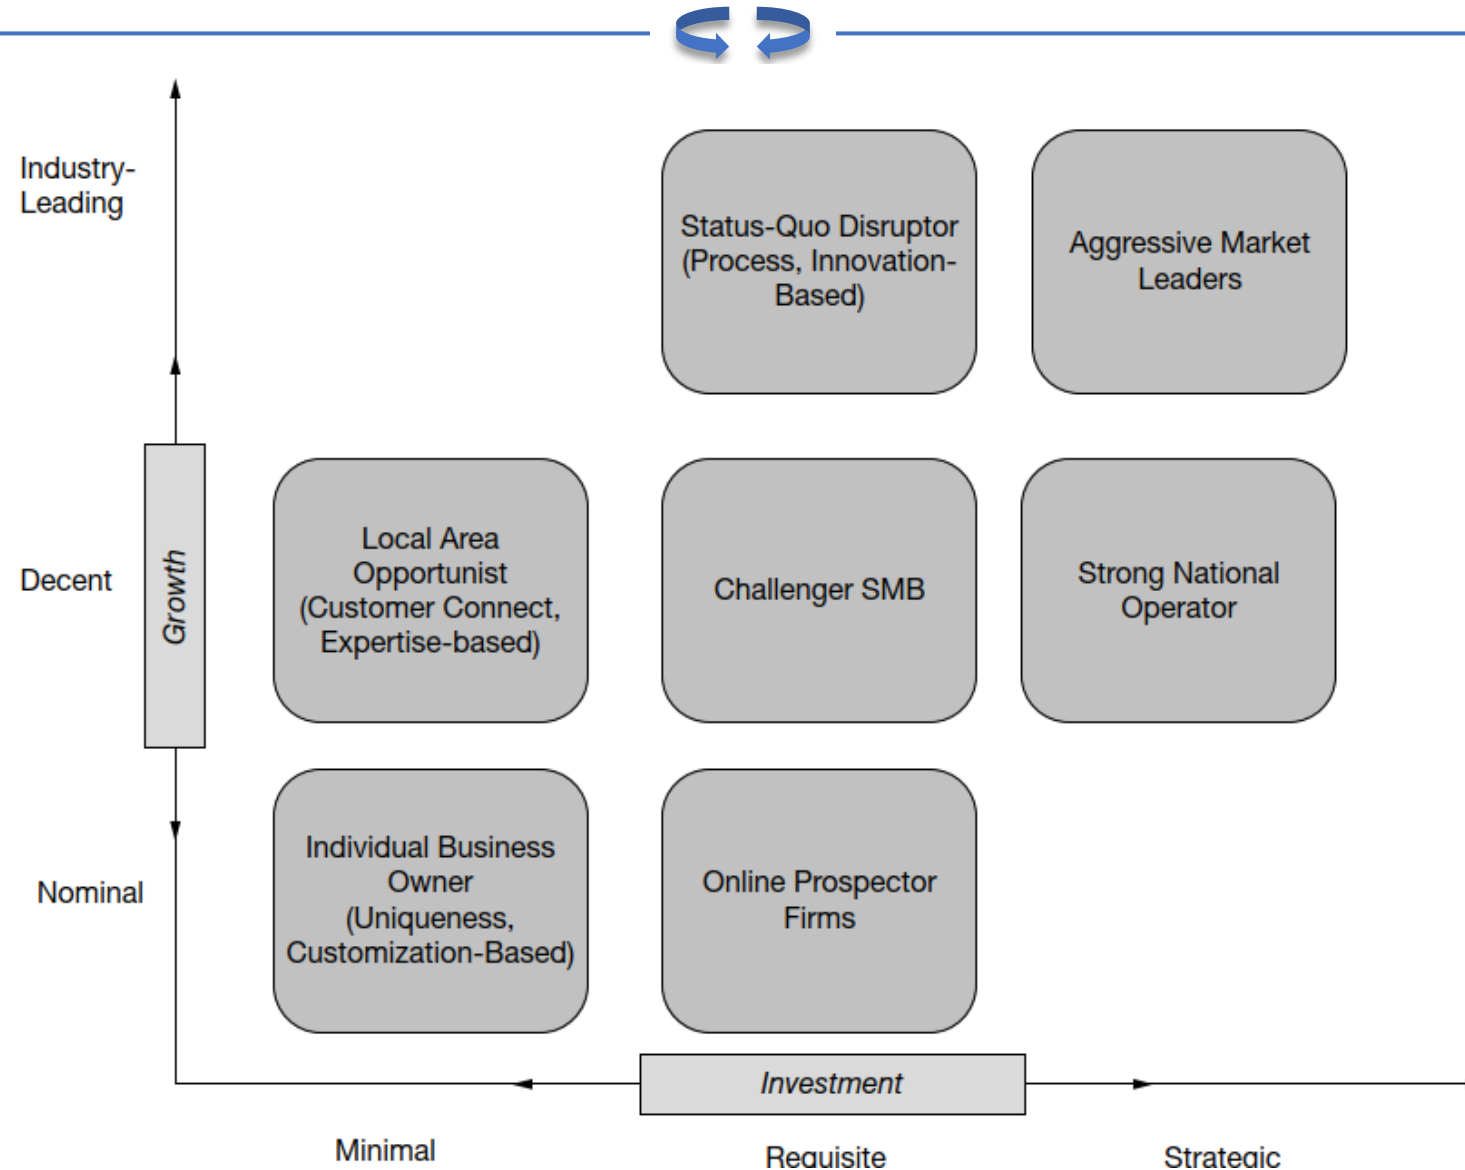 Industry-
Leading
Status-Quo Disruptor
(Process, Innovation-
Based)
Aggressive Market
Leaders
Decent
Growth
Local Area
Opportunist
(Customer Connect,
Expertise-based)
Challenger SMB
Strong National
Operator
Nominal
Individual Business
Owner
(Uniqueness,
Customization-Based)
Online Prospector
Firms
Investment
Minimal
Requisite
Strategic